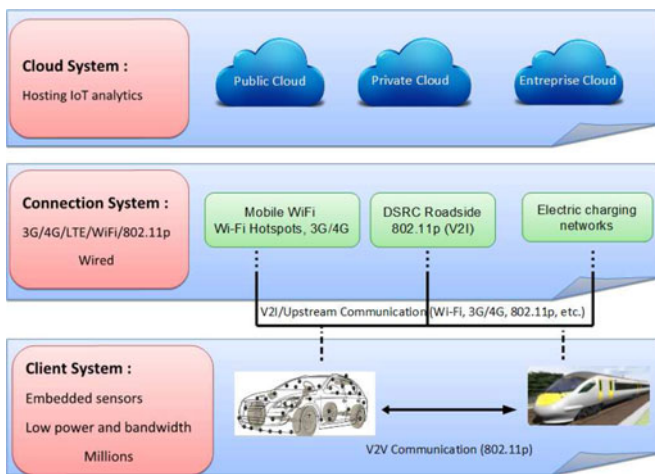 Cloud System :
Hosting IoT analytics
Public Cloud
Private Cloud
Entreprise Cloud
Connection System :
3G/4G/LTE/WiFi/802.11p
Wired
Mobile WiFi
Wi-Fi Hotspots, 3G/4G
DSRC Roadside
802.11p (V2I)
Electric charging
networks
V2I/Upstream Communication (Wi-Fi, 3G/4G, 802.11p, etc.)
Client System :
Embedded sensors
Low power and bandwidth
Millions
V2V Communication (802.11p)